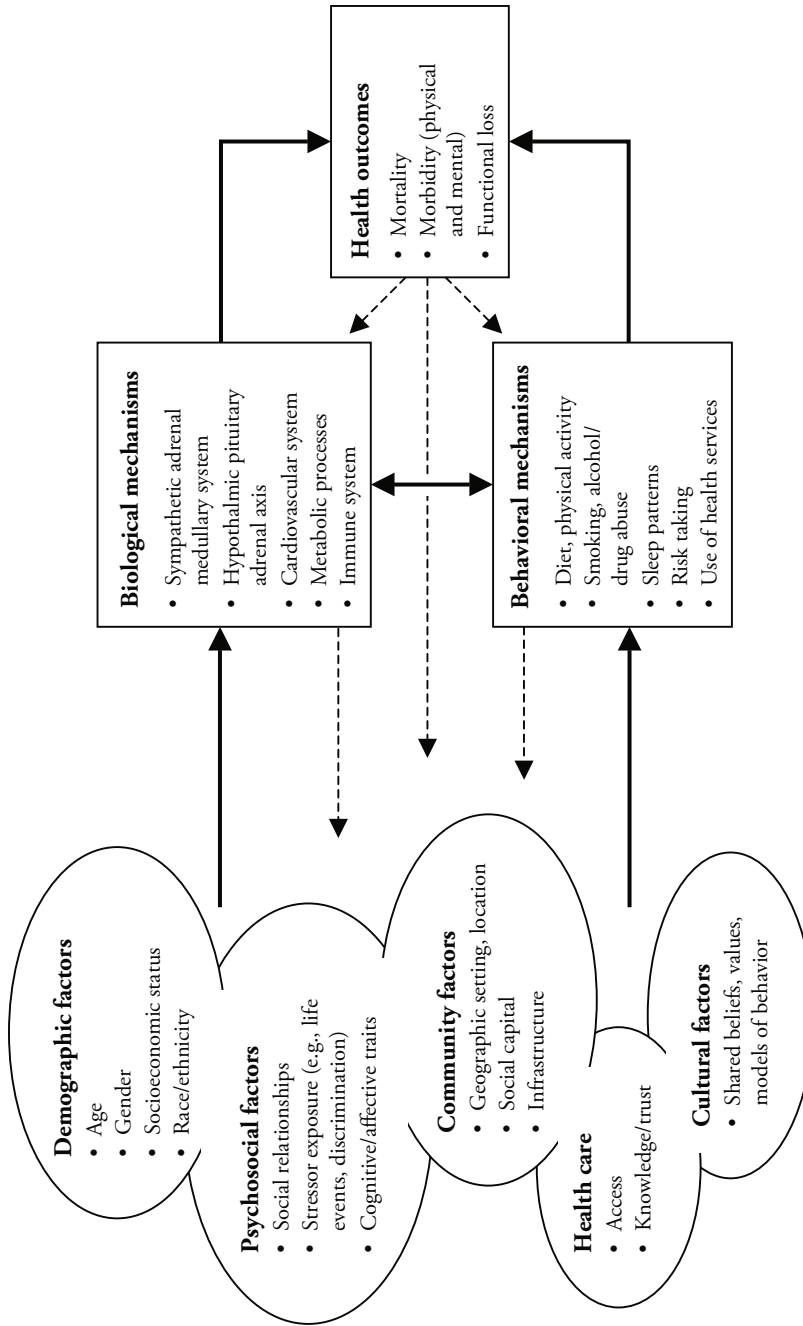 Demographic factors
• Age
• Gender
• Socioeconomic status
• Race/ethnicity
Psychosocial factors
• Social relationships
• Stressor exposure (e.g., life
events, discrimination)
• Cognitive/affective traits
Community factors
• Geographic setting, location
• Social capital
• Infrastructure
Health care
• Access
• Knowledge/trust
Cultural factors
• Shared beliefs, values,
models of behavior
Biological mechanisms
• Sympathetic adrenal
medullary system
• Hypothalmic pituitary
adrenal axis
• Cardiovascular system
• Metabolic processes
• Immune system
Behavioral mechanisms
• Diet, physical activity
• Smoking, alcohol/
drug abuse
• Sleep patterns
• Risk taking
• Use of health services
Health outcomes
• Mortality
• Morbidity (physical
and mental)
• Functional loss